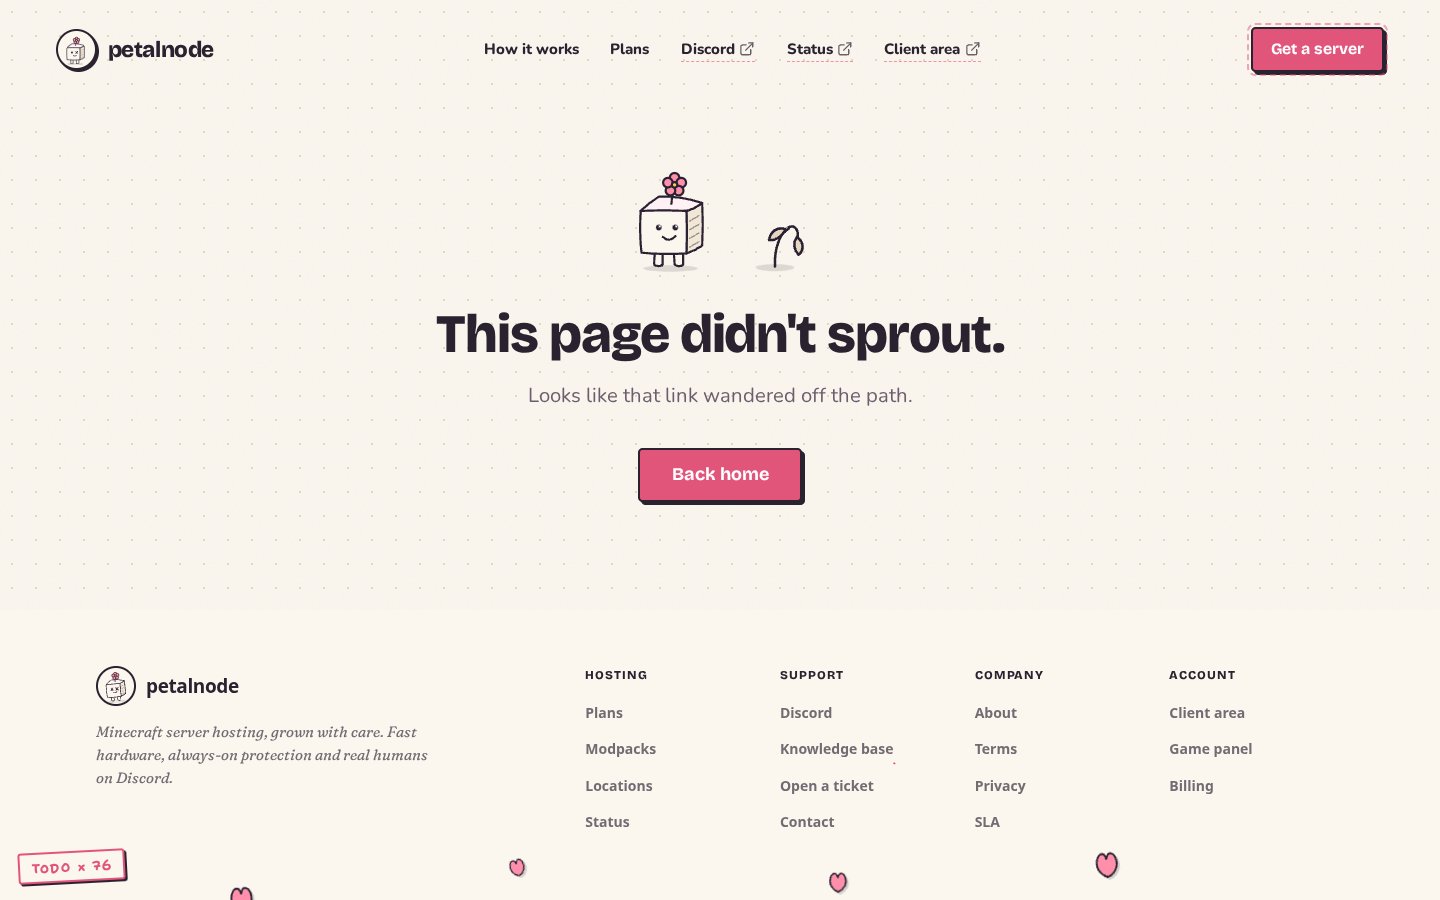 petalnode
How it works
Plans
Discord
Status
Client area
Get a server
This page didn't sprout.
Looks like that link wandered off the path.
Back home
petalnode
Minecraft server hosting, grown with care. Fast
hardware, always-on protection and real humans
on Discord.
HOSTING
Plans
Modpacks
Locations
Status
SUPPORT
Discord
Knowledge base
Open a ticket
Contact
COMPANY
About
Terms
Privacy
SLA
ACCOUNT
Client area
Game panel
Billing
TODO × 76